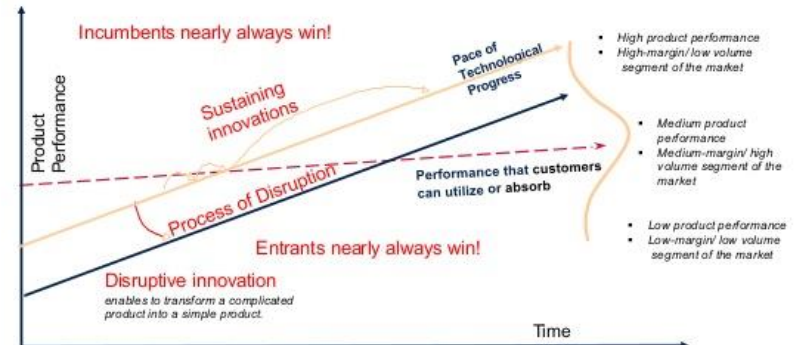 Incumbents nearly always win!
Product
Performance
Sustaining
innovations
Pace of
Technological
Progress
• High product performance
• High-margin/ low volume
segment of the market
• Medium product
performance
• Medium-margin/ high
volume segment of the
market
Performance that customers
can utilize or absorb
Process of Disruption
• Low product performance
• Low-margin/ low volume
segment of the market
Entrants nearly always win!
Disruptive innovation
enables to transform a complicated
product into a simple product.
Time